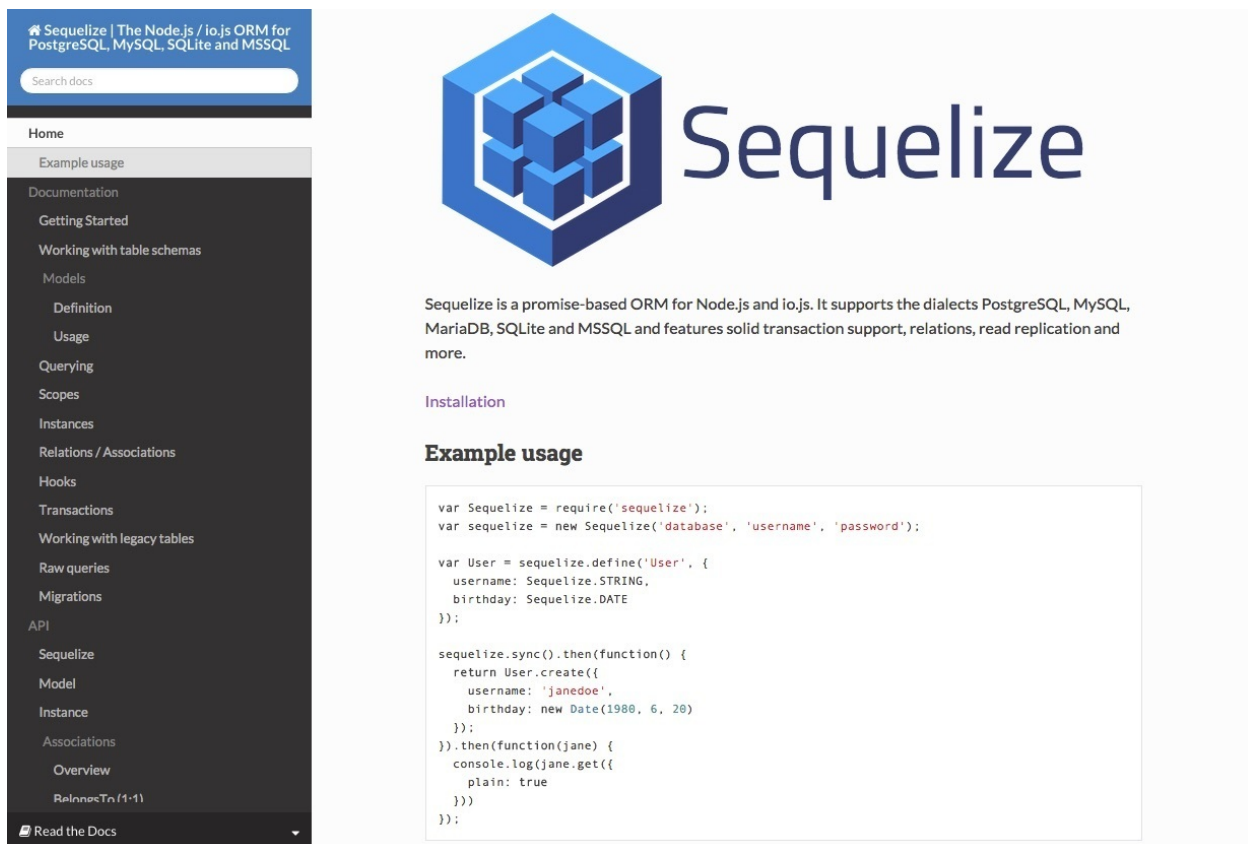 Sequelize | The Node.js / io.js ORM for
PostgreSQL, MySQL, SQLite and MSSQL
Search docs
Home
Example usage
Documentation
Getting Started
Working with table schemas
Models
Definition
Usage
Querying
Scopes
Instances
Relations / Associations
Hooks
Transactions
Working with legacy tables
Raw queries
Migrations
API
Sequelize
Model
Instance
Associations
Overview
BelongsTo (1:1)
Read the Docs
Sequelize
Sequelize is a promise-based ORM for Node.js and io.js. It supports the dialects PostgreSQL, MySQL,
MariaDB, SQLite and MSSQL and features solid transaction support, relations, read replication and
more.
Installation
Example usage
var Sequelize = require('sequelize');
var sequelize = new Sequelize('database', 'username', 'password');
var User = sequelize.define('User', {
  username: Sequelize.STRING,
  birthday: Sequelize.DATE
});
sequelize.sync().then(function() {
  return User.create({
    username: 'janedoe',
    birthday: new Date(1980, 6, 20)
  });
}).then(function(jane) {
  console.log(jane.get({
    plain: true
  }))
});